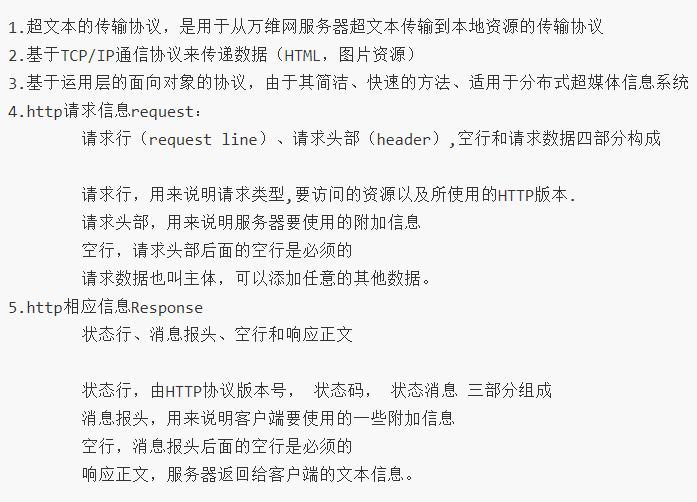 1.超文本的传输协议，是用于从万维网服务器超文本传输到本地资源的传输协议
2.基于TCP/IP通信协议来传递数据（HTML，图片资源）
3.基于运用层的面向对象的协议，由于其简洁、快速的方法、适用于分布式超媒体信息系统
4.http请求信息request：
请求行（request line）、请求头部（header）,空行和请求数据四部分构成
请求行，用来说明请求类型,要访问的资源以及所使用的HTTP版本.
请求头部，用来说明服务器要使用的附加信息
空行，请求头部后面的空行是必须的
请求数据也叫主体，可以添加任意的其他数据。
5.http相应信息Response
状态行、消息报头、空行和响应正文
状态行，由HTTP协议版本号， 状态码， 状态消息 三部分组成
消息报头，用来说明客户端要使用的一些附加信息
空行，消息报头后面的空行是必须的
响应正文，服务器返回给客户端的文本信息。